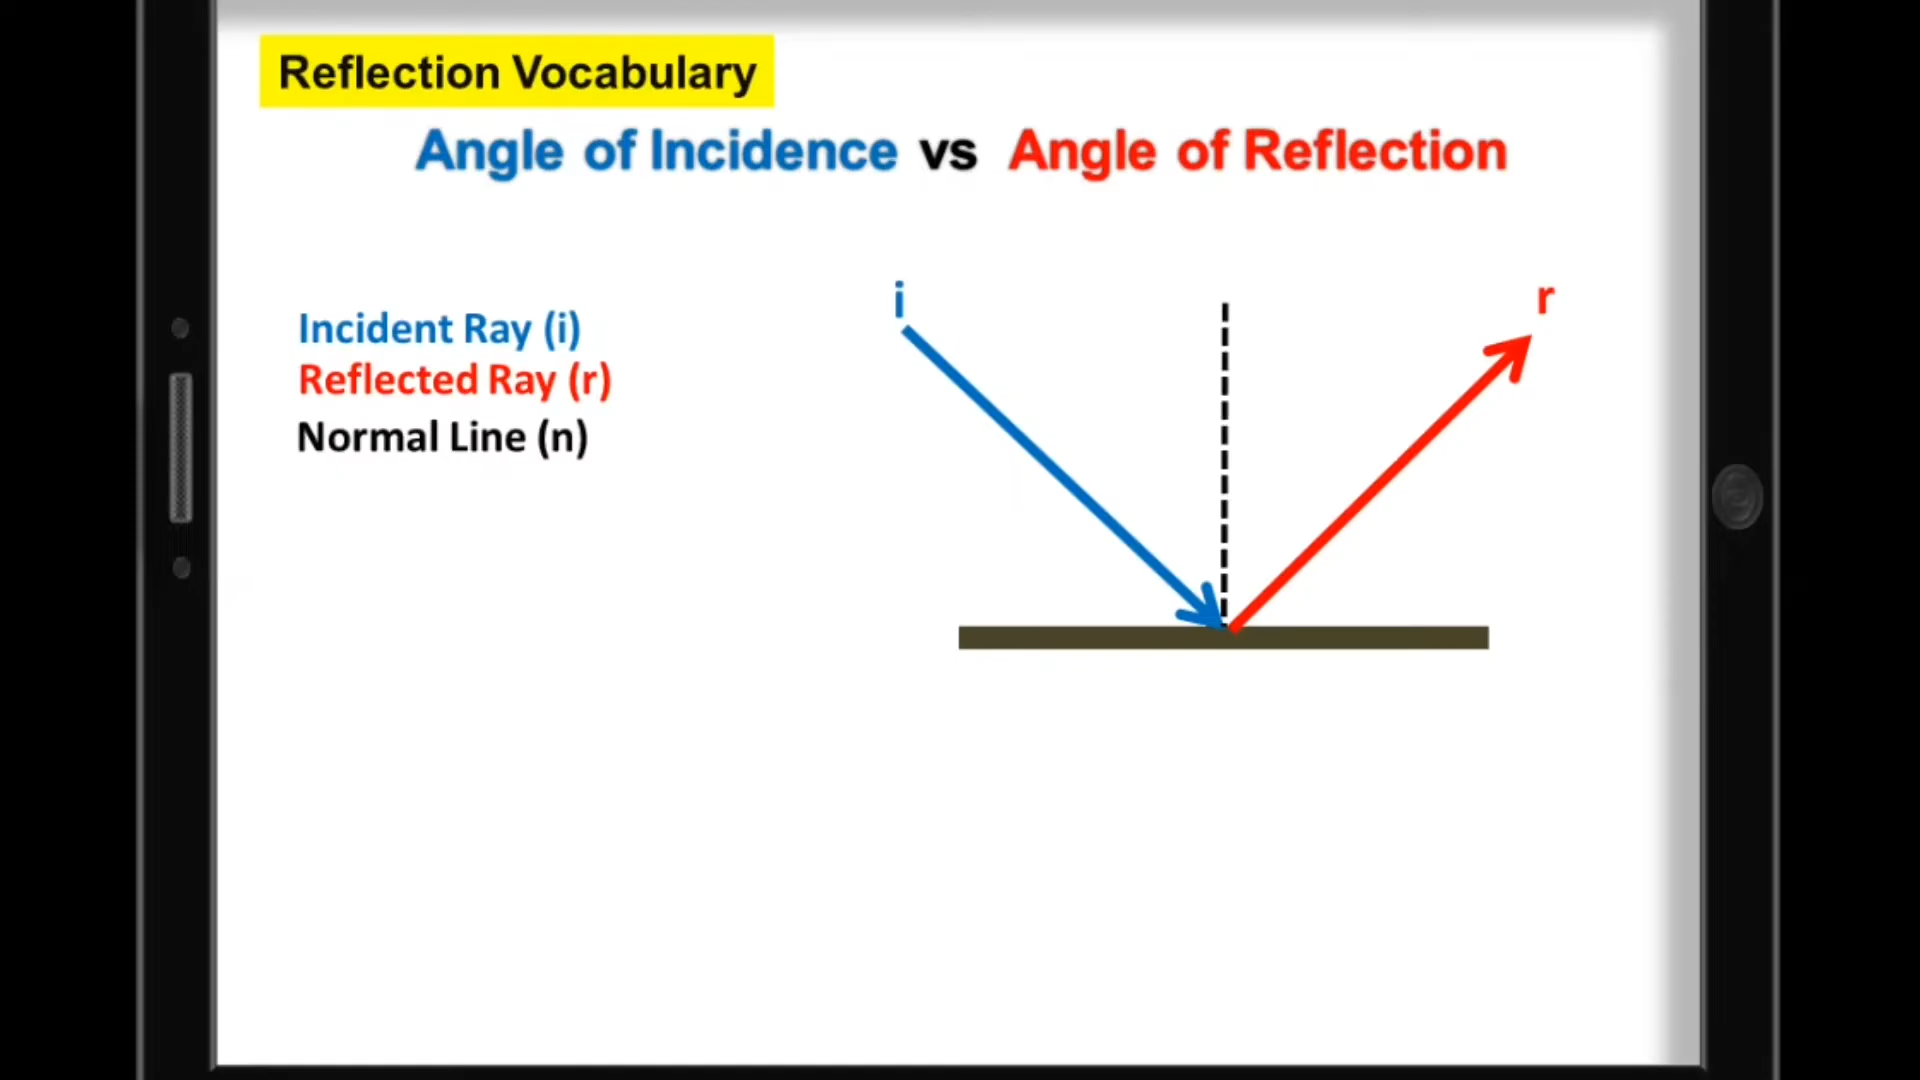 Reflection Vocabulary
Angle of Incidence vs Angle of Reflection
i
r
Incident Ray (i)
Reflected Ray (r)
Normal Line (n)